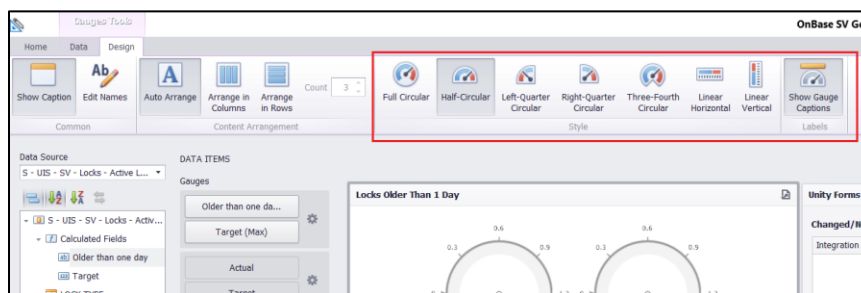 Gauges Tools
OnBase SV Ge
Home Data Design
Show Caption
Edit Names
Common
Auto Arrange
Arrange in Columns
Arrange in Rows
Count 3
Content Arrangement
Full Circular
Half-Circular
Left-Quarter Circular
Right-Quarter Circular
Three-Fourth Circular
Linear Horizontal
Linear Vertical
Style
Show Gauge Captions
Labels
Data Source
S - UIS - SV - Locks - Active L...
S - UIS - SV - Locks - Activ...
Calculated Fields
Older than one day
Target
DATA ITEMS
Gauges
Older than one da...
Target (Max)
Actual
Target
Locks Older Than 1 Day
0.6
0.3
0.9
0.6
0.3
0.9
Unity Forms
Changed/N
Integration